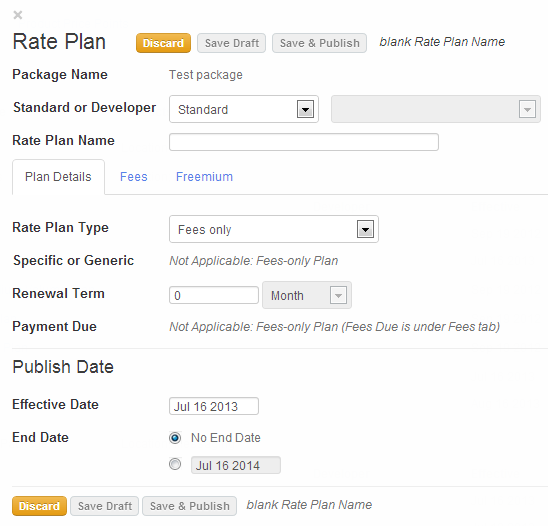 ×
Rate Plan Discard Save Draft Save & Publish blank Rate Plan Name
Package Name Test package
Standard or Developer Standard
Rate Plan Name
Plan Details Fees Freemium
Rate Plan Type Fees only
Specific or Generic Not Applicable: Fees-only Plan
Renewal Term 0 Month
Payment Due Not Applicable: Fees-only Plan (Fees Due is under Fees tab)
Publish Date
Effective Date Jul 16 2013
End Date No End Date
Jul 16 2014
Discard Save Draft Save & Publish blank Rate Plan Name